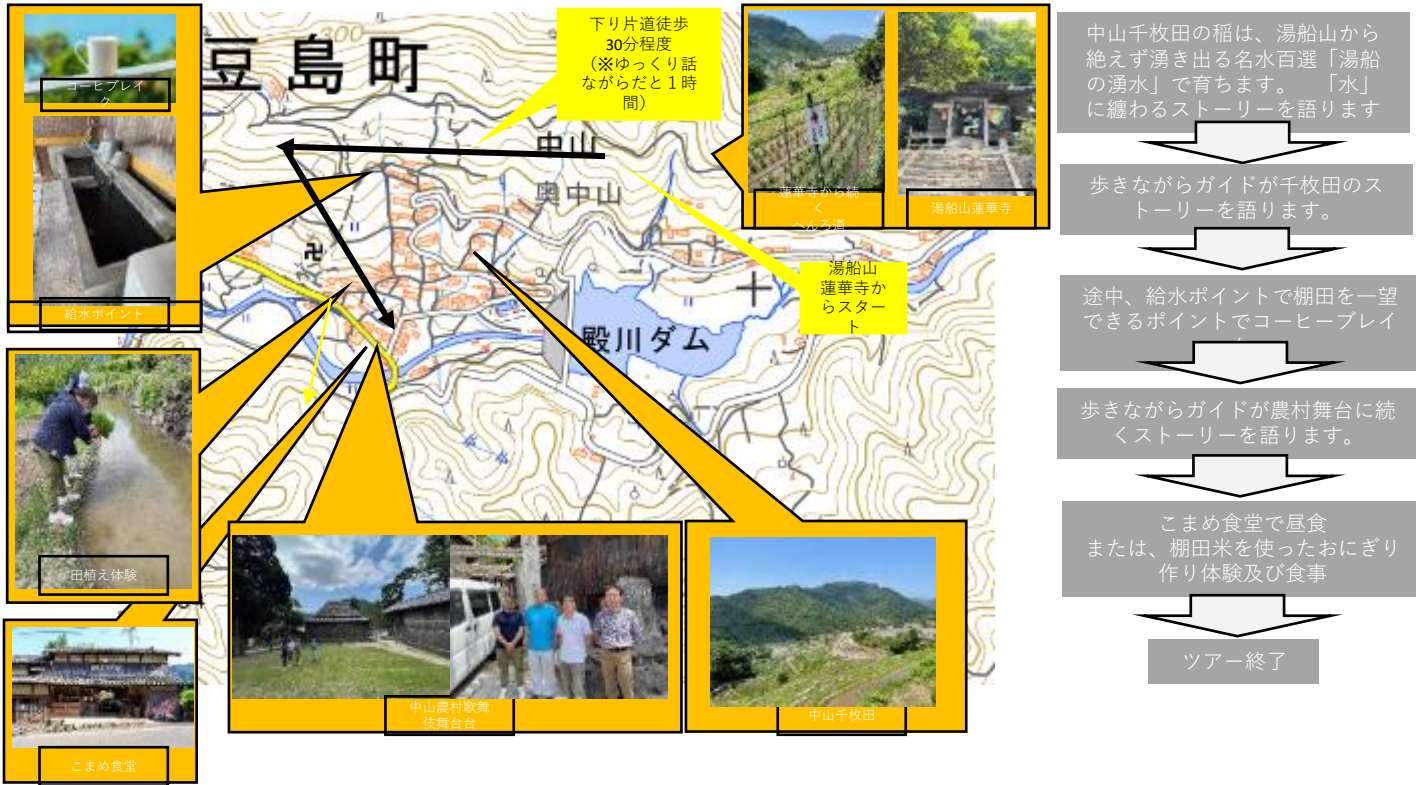 コーヒブレイ
ク
給水ポイント
豆島町
300
下り片道徒歩
30分程度
（※ゆっくり話
ながらだと１時
間）
中山
奥中山
蓮華寺から続
く
へんろ道
湯船山蓮華寺
湯船山
蓮華寺か
らスター
ト
殿川ダム
田植え体験
こまめ食堂
中山農村歌舞
伎舞台台
中山千枚田
中山千枚田の稲は、湯船山から
絶えず湧き出る名水百選「湯船
の湧水」で育ちます。　「水」
に纏わるストーリーを語ります
歩きながらガイドが千枚田のス
トーリーを語ります。
途中、給水ポイントで棚田を一望
できるポイントでコーヒーブレイ
歩きながらガイドが農村舞台に続
くストーリーを語ります。
こまめ食堂で昼食
または、棚田米を使ったおにぎり
作り体験及び食事
ツアー終了